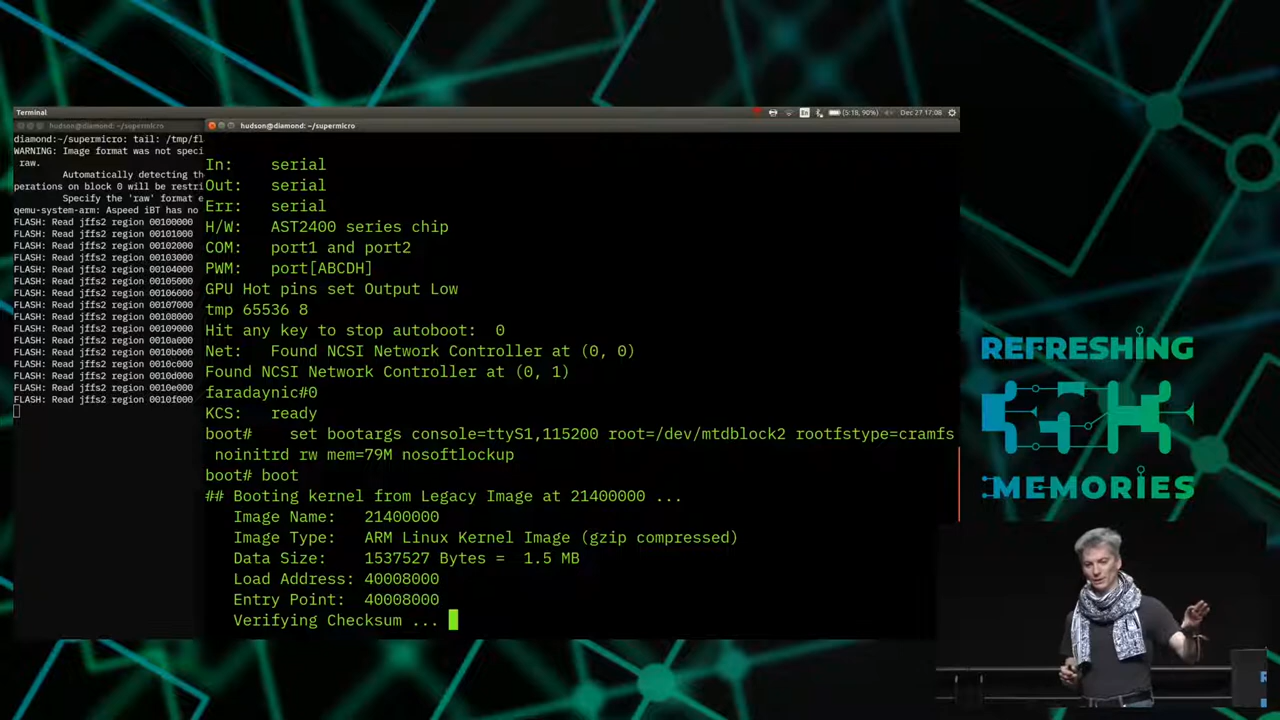 Terminal
hudson@diamond:~/supermicro
diamond:~/supermicro: tail: /tmp/fl
WARNING: Image format was not speci
raw.
Automatically detecting th
perations on block 0 will be restri
Specify the 'raw' format e
qemu-system-arm: Aspeed iBT has no
FLASH: Read jffs2 region 00100000
FLASH: Read jffs2 region 00101000
FLASH: Read jffs2 region 00102000
FLASH: Read jffs2 region 00103000
FLASH: Read jffs2 region 00104000
FLASH: Read jffs2 region 00105000
FLASH: Read jffs2 region 00106000
FLASH: Read jffs2 region 00107000
FLASH: Read jffs2 region 00108000
FLASH: Read jffs2 region 00109000
FLASH: Read jffs2 region 0010a000
FLASH: Read jffs2 region 0010b000
FLASH: Read jffs2 region 0010c000
FLASH: Read jffs2 region 0010d000
FLASH: Read jffs2 region 0010e000
FLASH: Read jffs2 region 0010f000
En (5:18, 90%) Dec 27 17:08
hudson@diamond:~/supermicro
In: serial
Out: serial
Err: serial
H/W: AST2400 series chip
COM: port1 and port2
PWM: port[ABCDH]
GPU Hot pins set Output Low
tmp 65536 8
Hit any key to stop autoboot: 0
Net: Found NCSI Network Controller at (0, 0)
Found NCSI Network Controller at (0, 1)
faradaynic#0
KCS: ready
boot# set bootargs console=ttyS1,115200 root=/dev/mtdblock2 rootfstype=cramfs
noinitrd rw mem=79M nosoftlockup
boot# boot
## Booting kernel from Legacy Image at 21400000 ...
Image Name: 21400000
Image Type: ARM Linux Kernel Image (gzip compressed)
Data Size: 1537527 Bytes = 1.5 MB
Load Address: 40008000
Entry Point: 40008000
Verifying Checksum ...
REFRESHING
MEMORIES